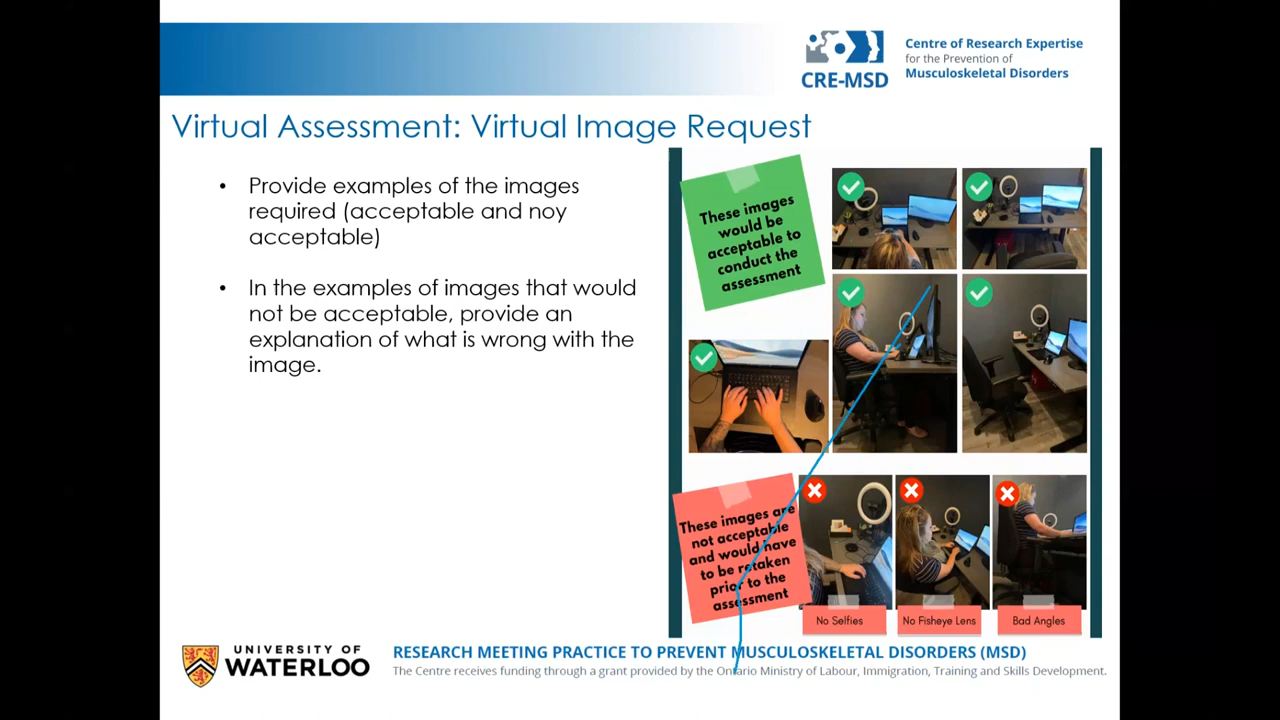 CRE-MSD
Centre of Research Expertise
for the Prevention of
Musculoskeletal Disorders
Virtual Assessment: Virtual Image Request
• Provide examples of the images
required (acceptable and noy
acceptable)
• In the examples of images that would
not be acceptable, provide an
explanation of what is wrong with the
image.
These images
would be
acceptable to
conduct the
assessment
These images are
not acceptable
and would have
to be retaken
prior to the
assessment
No Selfies
No Fisheye Lens
Bad Angles
UNIVERSITY OF
WATERLOO
RESEARCH MEETING PRACTICE TO PREVENT MUSCULOSKELETAL DISORDERS (MSD)
The Centre receives funding through a grant provided by the Ontario Ministry of Labour, Immigration, Training and Skills Development.